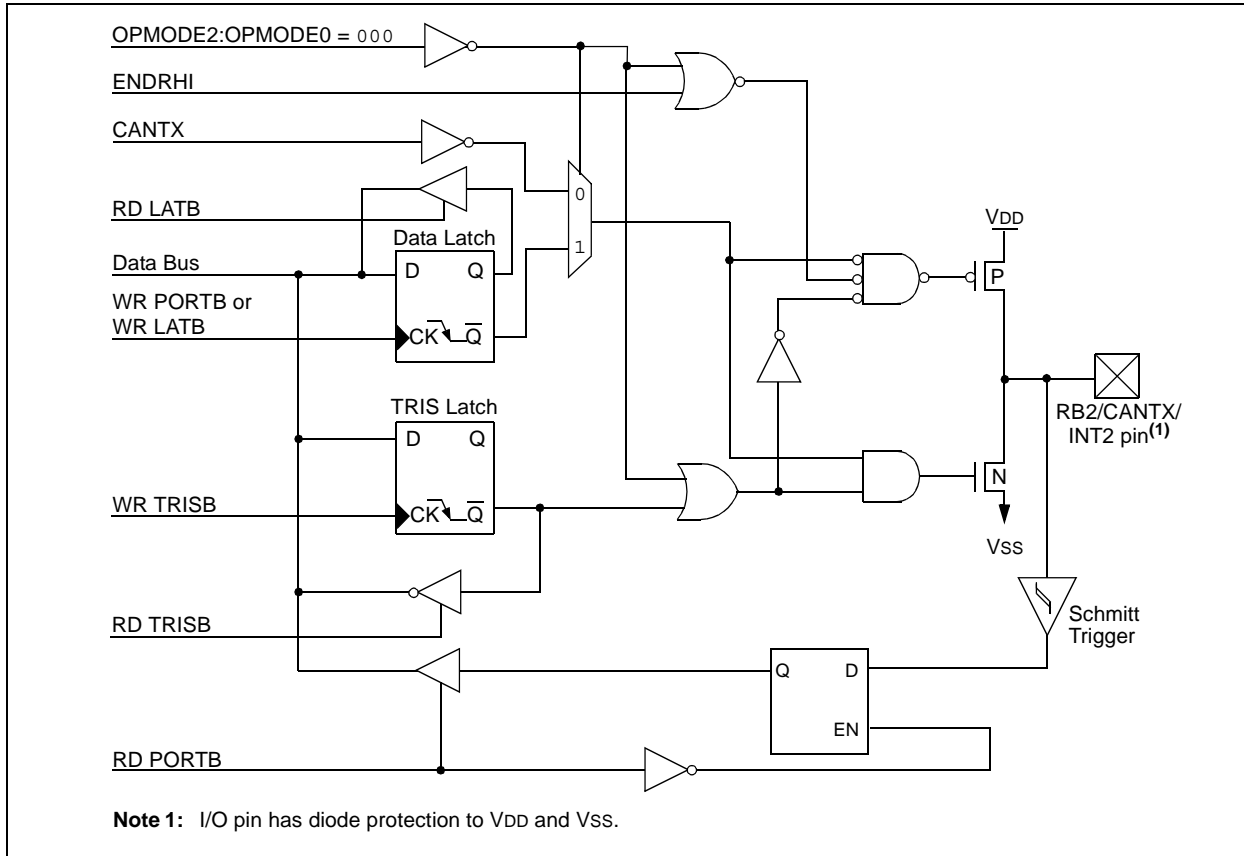 OPMODE2:OPMODE0 = 000
ENDRHI
CANTX
RD LATB
Data Bus
WR PORTB or
WR LATB
Data Latch
D Q
CK Q
0
1
TRIS Latch
D Q
CK Q
WR TRISB
RD TRISB
RD PORTB
VDD
P
N
VSS
RB2/CANTX/
INT2 pin(1)
Schmitt
Trigger
Q D
EN
Note 1: I/O pin has diode protection to VDD and VSS.